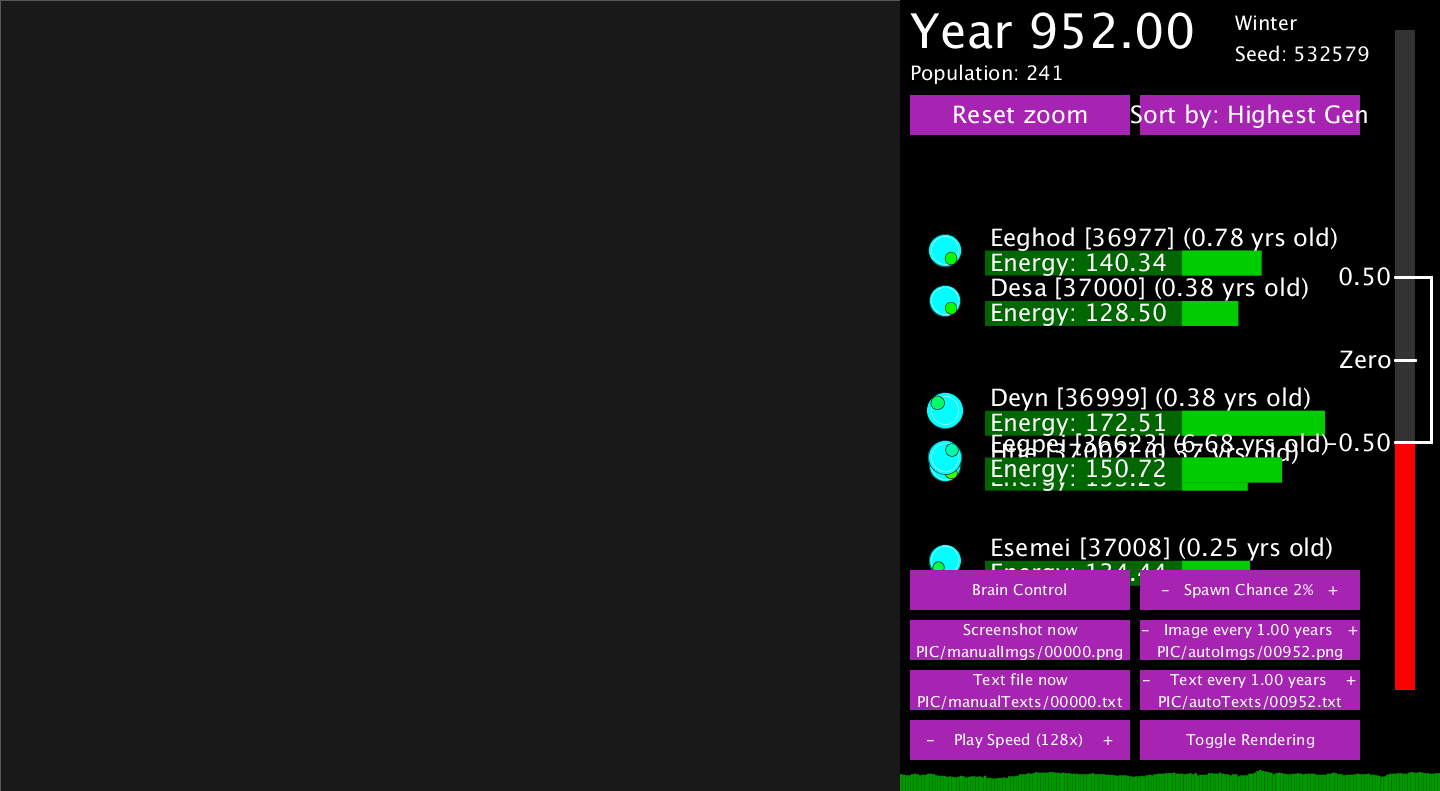 Year 952.00
Winter
Seed: 532579
Population: 241
Reset zoom
Sort by: Highest Gen
Eeghod [36977] (0.78 yrs old)
Energy: 140.34
Desa [37000] (0.38 yrs old)
Energy: 128.50
0.50
Zero
Deyn [36999] (0.38 yrs old)
Energy: 172.51
[36623] (6.68 yrs old)
-0.50
Energy: 150.72
Esemei [37008] (0.25 yrs old)
Energy: 134.44
Brain Control
- Spawn Chance 2% +
Screenshot now
PIC/manualImgs/00000.png
- Image every 1.00 years +
PIC/autoImgs/00952.png
Text file now
PIC/manualTexts/00000.txt
- Text every 1.00 years +
PIC/autoTexts/00952.txt
- Play Speed (128x) +
Toggle Rendering